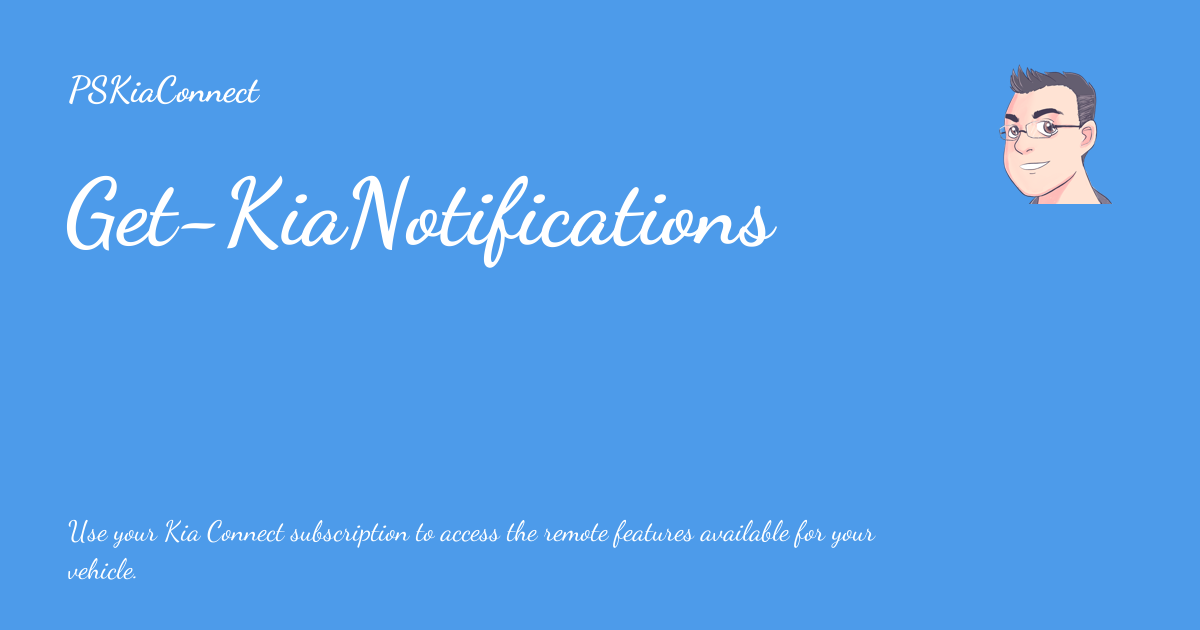 PSKiaConnect
Get-KiaNotifications
Use your Kia Connect subscription to access the remote features available for your
vehicle.